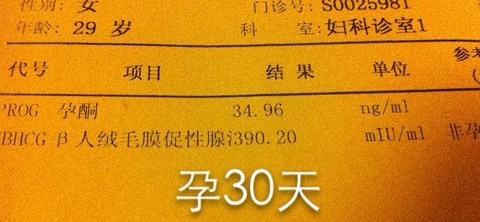 性别: 女 门诊号: S0025981
年龄: 29 岁 科 室: 妇科诊室1
代号 项目 结果 单位 参考
PROG 孕酮 34.96 ng/ml
BHCG β人绒毛膜促性腺 390.20 mIU/ml 非孕
孕30天